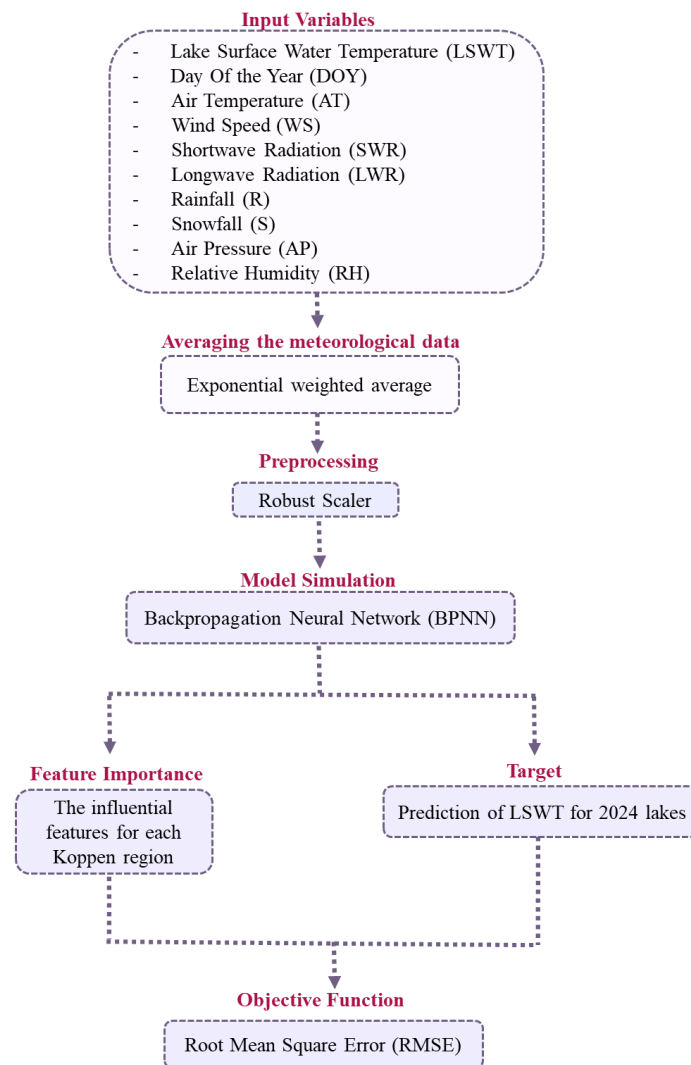 Input Variables
- Lake Surface Water Temperature (LSWT)
- Day Of the Year (DOY)
- Air Temperature (AT)
- Wind Speed (WS)
- Shortwave Radiation (SWR)
- Longwave Radiation (LWR)
- Rainfall (R)
- Snowfall (S)
- Air Pressure (AP)
- Relative Humidity (RH)
Averaging the meteorological data
Exponential weighted average
Preprocessing
Robust Scaler
Model Simulation
Backpropagation Neural Network (BPNN)
Feature Importance
The influential
features for each
Koppen region
Target
Prediction of LSWT for 2024 lakes
Objective Function
Root Mean Square Error (RMSE)